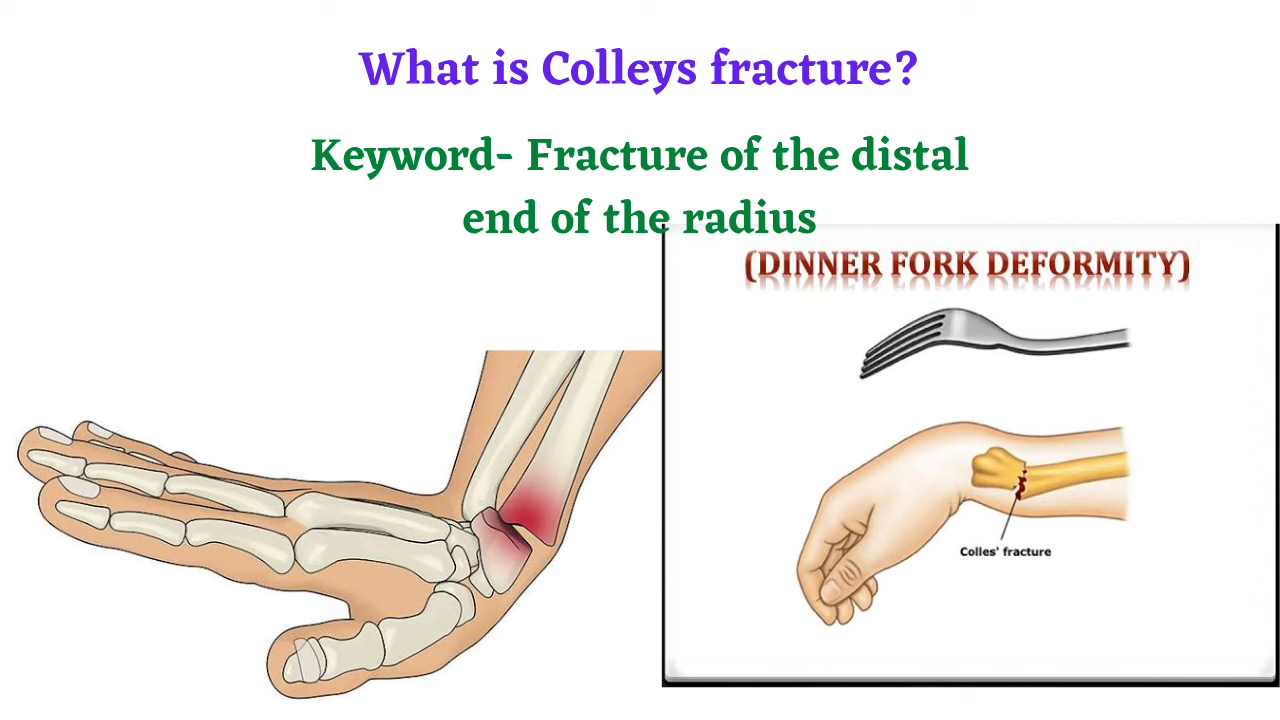 What is Colleys fracture?
Keyword- Fracture of the distal
end of the radius
(DINNER FORK DEFORMITY)
Colles' fracture